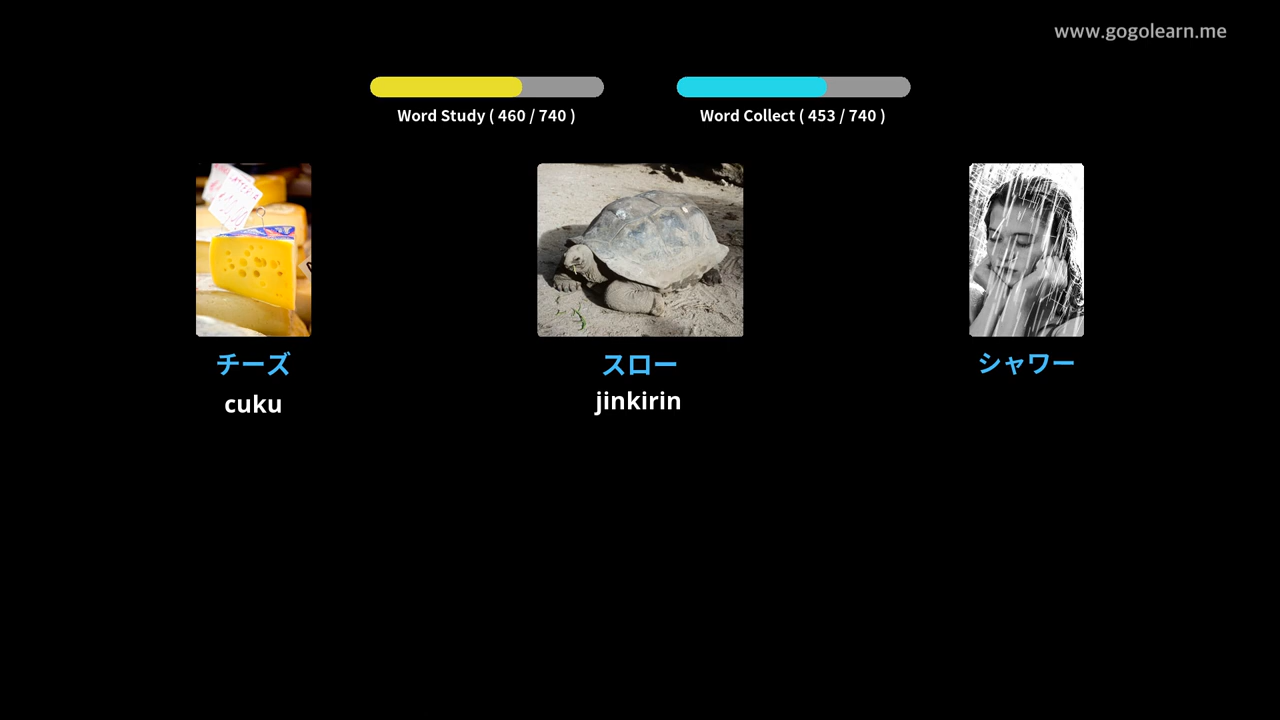 www.gogolearn.me
Word Study ( 460 / 740 )
Word Collect ( 453 / 740 )
チーズ
cuku
スロー
jinkirin
シャワー